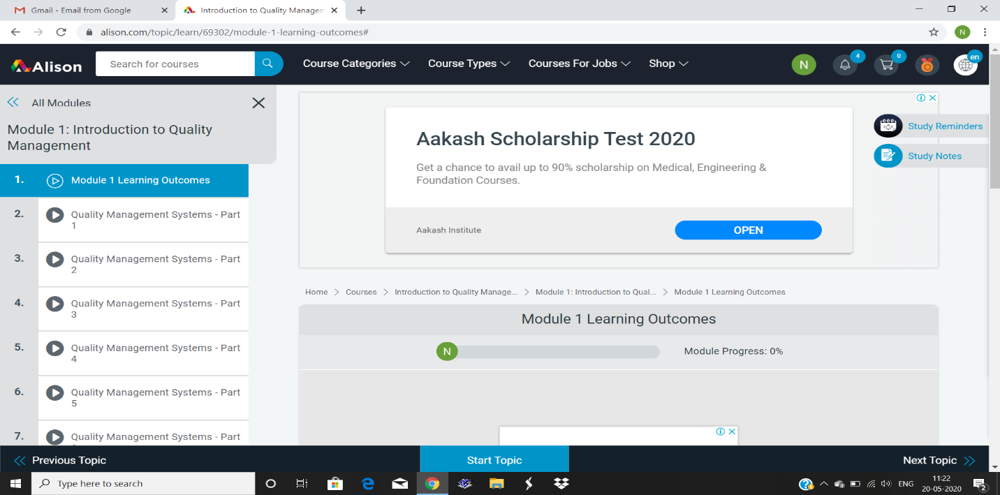 Gmail - Email from Google
Introduction to Quality Managem
alison.com/topic/learn/69302/module-1-learning-outcomes#
N
Alison
Search for courses
Course Categories
Course Types
Courses For Jobs
Shop
N
4
0
en
All Modules
Module 1: Introduction to Quality
Management
1. Module 1 Learning Outcomes
2. Quality Management Systems - Part
1
3. Quality Management Systems - Part
2
4. Quality Management Systems - Part
3
5. Quality Management Systems - Part
4
6. Quality Management Systems - Part
5
7. Quality Management Systems - Part
Aakash Scholarship Test 2020
Get a chance to avail up to 90% scholarship on Medical, Engineering &
Foundation Courses.
Aakash Institute
OPEN
Study Reminders
Study Notes
Home > Courses > Introduction to Quality Manage... > Module 1: Introduction to Qual... > Module 1 Learning Outcomes
Module 1 Learning Outcomes
N
Module Progress: 0%
Previous Topic
Start Topic
Next Topic
Type here to search
ENG
11:22
20-05-2020
2